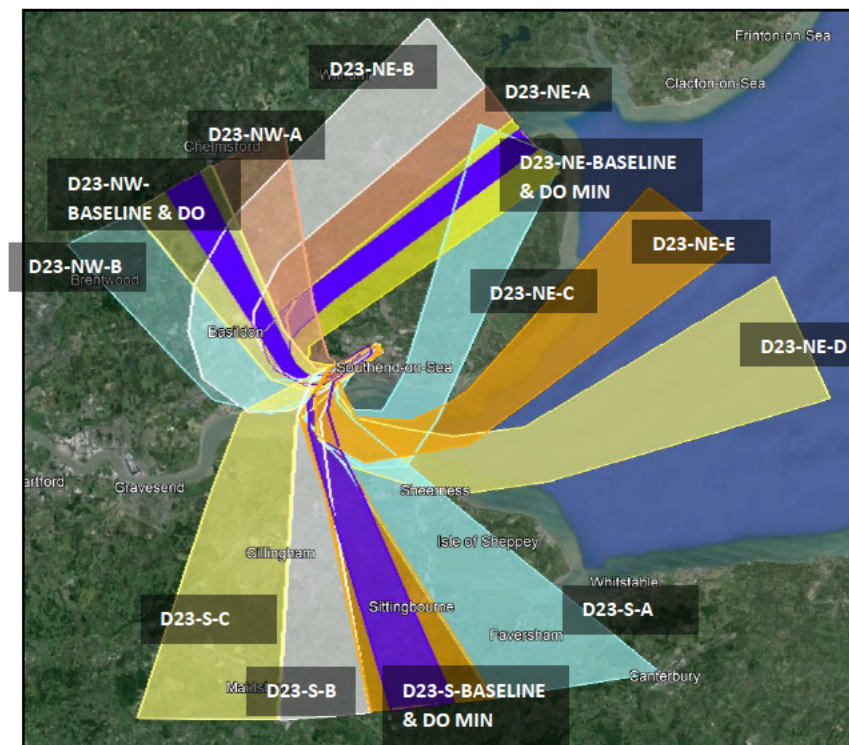 Frinton-on-Sea
D23-NE-B
Clacton-on-Sea
D23-NE-A
D23-NW-A
Chelmsford
D23-NE-BASELINE
& DO MIN
D23-NW-
BASELINE & DO
D23-NE-E
D23-NW-B
Brentwood
D23-NE-C
Basildon
D23-NE-D
Southend-on-Sea
artford
Gravesend
Sheerness
Isle of Sheppey
Gillingham
Whitstable
Sittingbourne
D23-S-A
D23-S-C
Faversham
Canterbury
D23-S-B
D23-S-BASELINE
& DO MIN